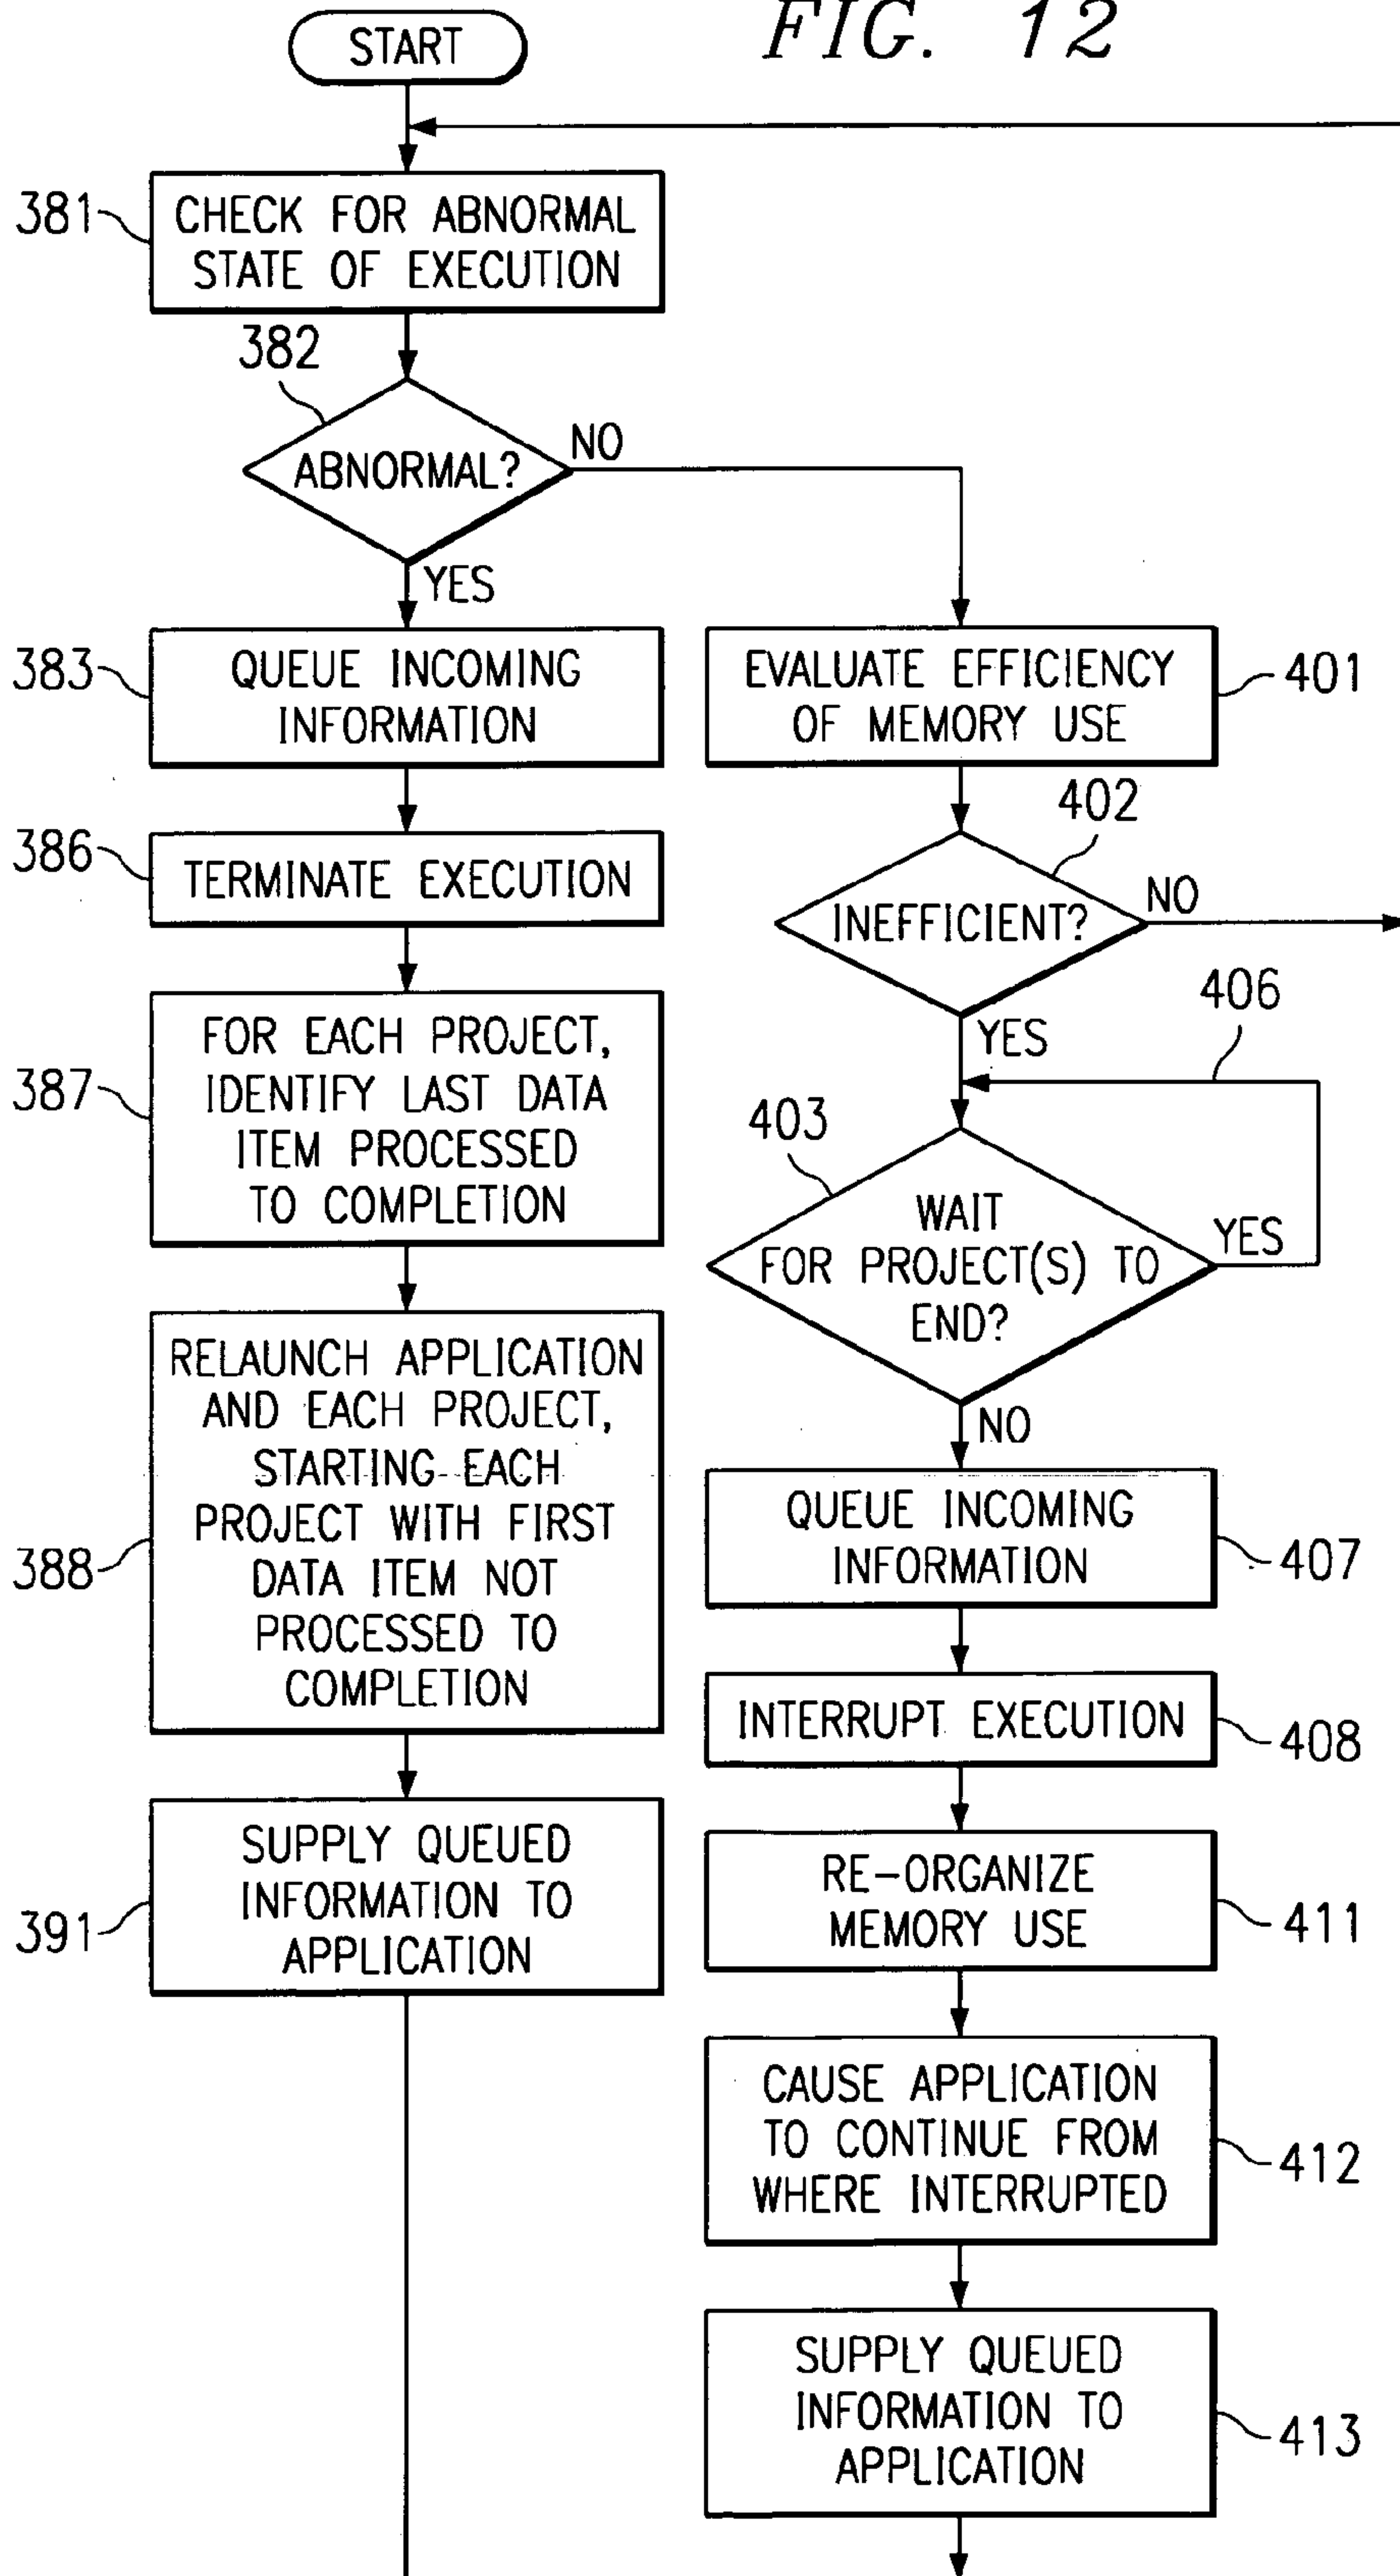 FIG. 12
START
381
CHECK FOR ABNORMAL
STATE OF EXECUTION
382
ABNORMAL?
NO
YES
383
QUEUE INCOMING
INFORMATION
386
TERMINATE EXECUTION
387
FOR EACH PROJECT,
IDENTIFY LAST DATA
ITEM PROCESSED
TO COMPLETION
388
RELAUNCH APPLICATION
AND EACH PROJECT,
STARTING EACH
PROJECT WITH FIRST
DATA ITEM NOT
PROCESSED TO
COMPLETION
391
SUPPLY QUEUED
INFORMATION TO
APPLICATION
EVALUATE EFFICIENCY
OF MEMORY USE
401
402
INEFFICIENT?
NO
YES
406
403
WAIT
FOR PROJECT(S) TO
END?
YES
NO
QUEUE INCOMING
INFORMATION
407
INTERRUPT EXECUTION
408
RE-ORGANIZE
MEMORY USE
411
CAUSE APPLICATION
TO CONTINUE FROM
WHERE INTERRUPTED
412
SUPPLY QUEUED
INFORMATION TO
APPLICATION
413